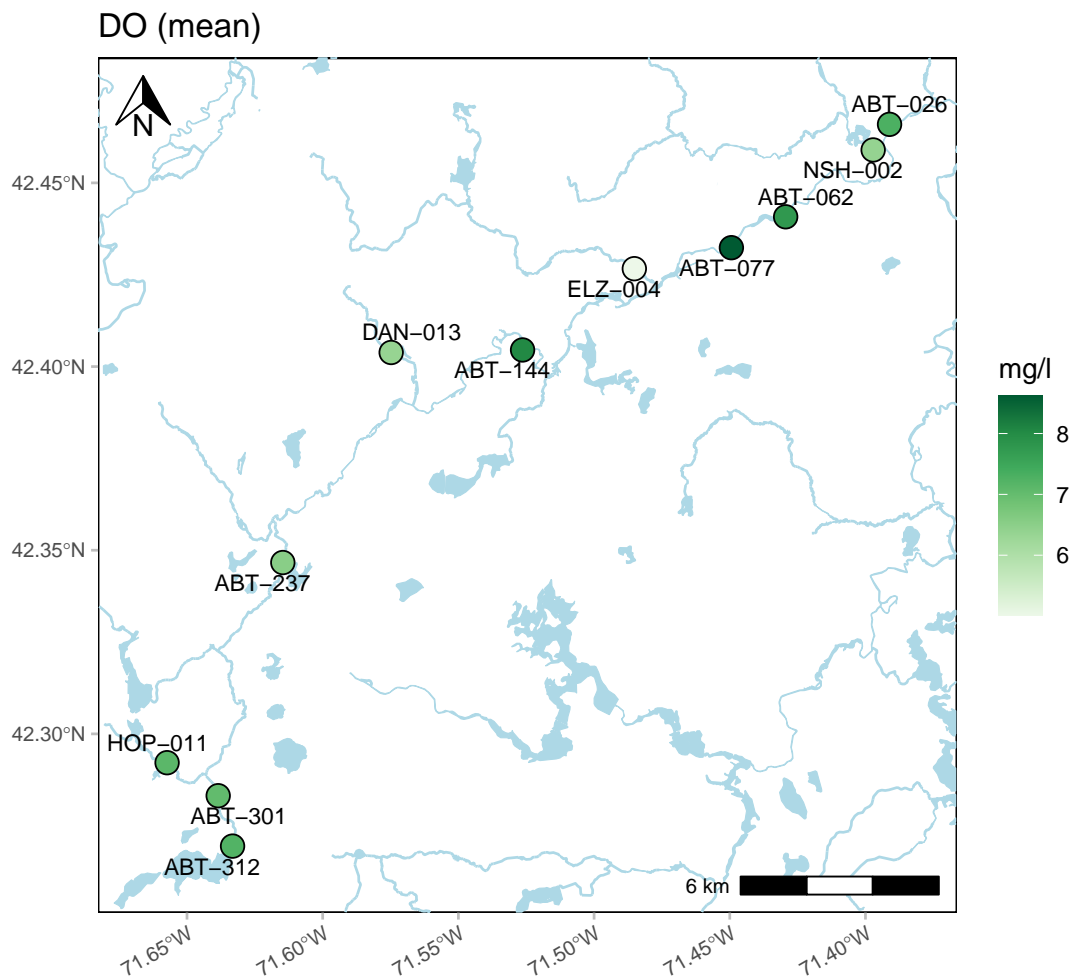 DO (mean)
N
ABT−026
NSH−002
ABT−062
ABT−077
ELZ−004
DAN−013
ABT−144
ABT−237
HOP−011
ABT−301
ABT−312
6 km
42.45°N
42.40°N
42.35°N
42.30°N
71.65°W
71.60°W
71.55°W
71.50°W
71.45°W
71.40°W
mg/l
8
7
6